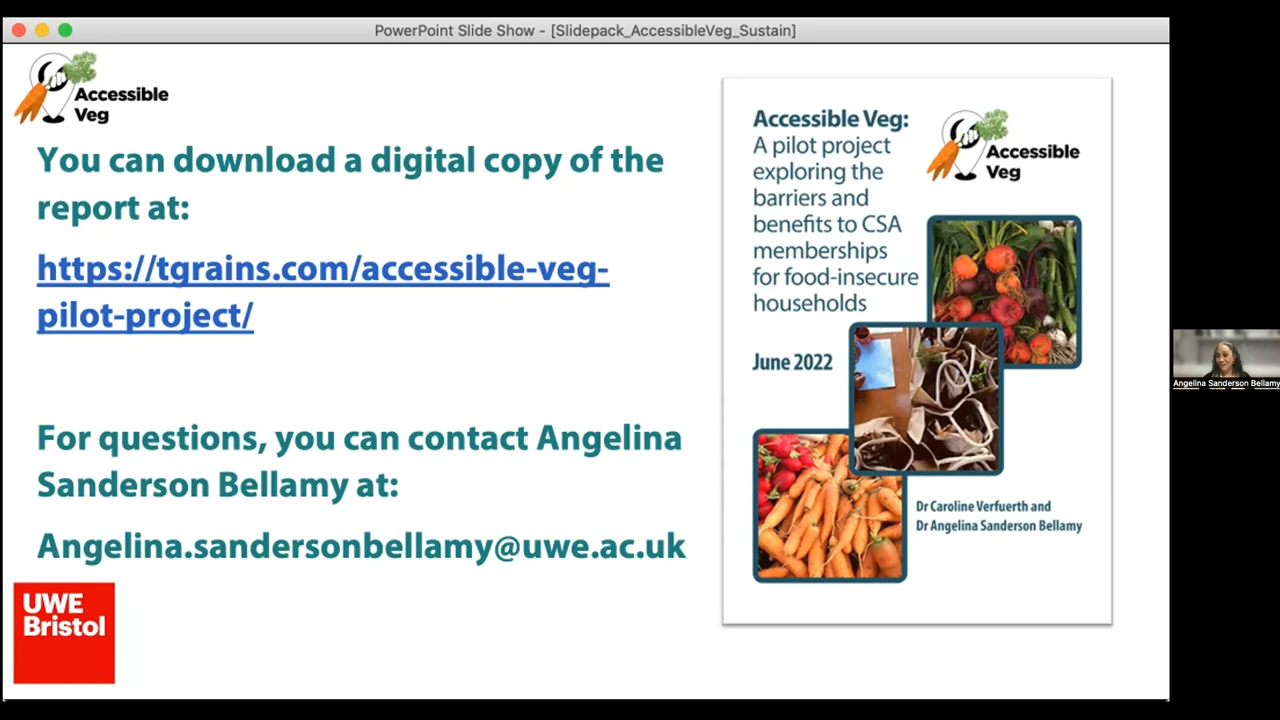 PowerPoint Slide Show - [Slidepack_AccessibleVeg_Sustain]
Accessible
Veg
You can download a digital copy of the
report at:
https://tgrains.com/accessible-veg-
pilot-project/
For questions, you can contact Angelina
Sanderson Bellamy at:
Angelina.sandersonbellamy@uwe.ac.uk
UWE
Bristol
Accessible Veg:
A pilot project
exploring the
barriers and
benefits to CSA
memberships
for food-insecure
households
Accessible
Veg
June 2022
Dr Caroline Verfuerth and
Dr Angelina Sanderson Bellamy
Angelina Sanderson Bellamy